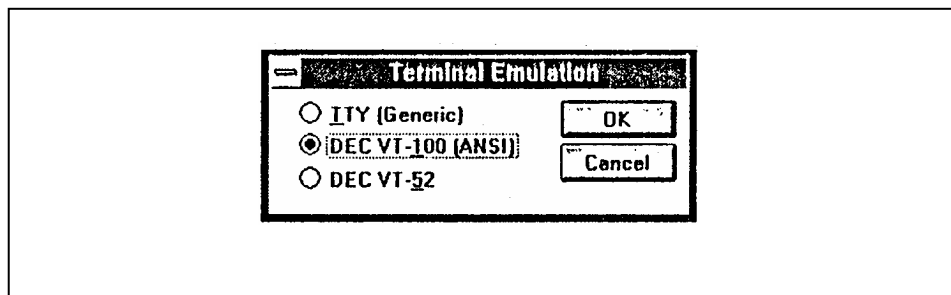 Terminal Emulation
TTY (Generic)
DEC VT-100 (ANSI)
DEC VT-52
OK
Cancel